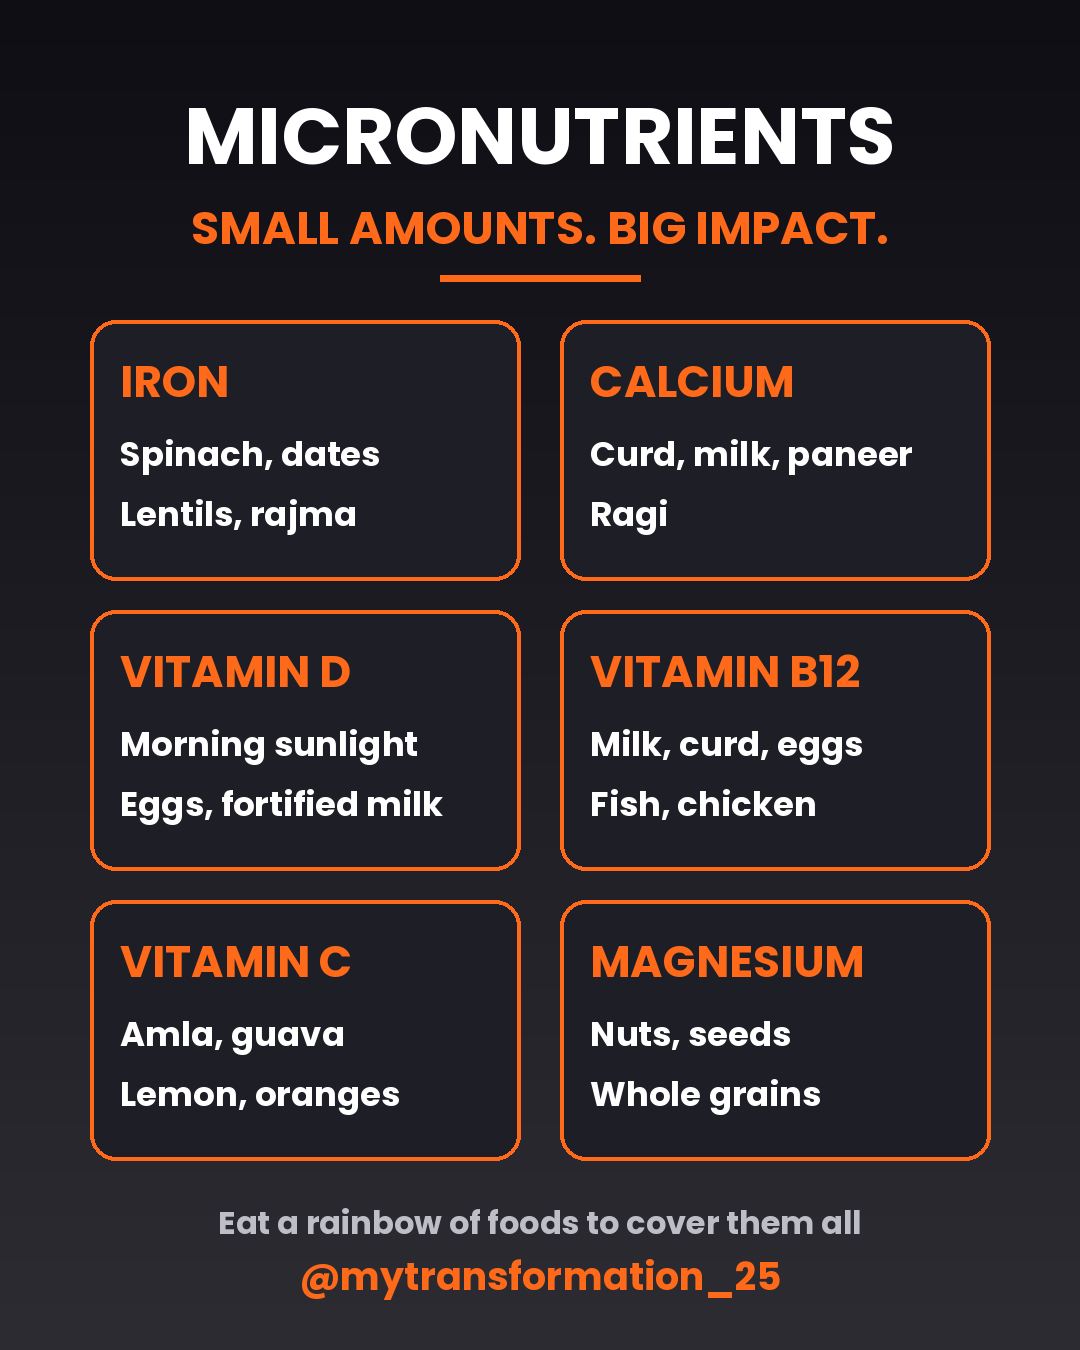 MICRONUTRIENTS
SMALL AMOUNTS. BIG IMPACT.
IRON
Spinach, dates
Lentils, rajma
CALCIUM
Curd, milk, paneer
Ragi
VITAMIN D
Morning sunlight
Eggs, fortified milk
VITAMIN B12
Milk, curd, eggs
Fish, chicken
VITAMIN C
Amla, guava
Lemon, oranges
MAGNESIUM
Nuts, seeds
Whole grains
Eat a rainbow of foods to cover them all
@mytransformation_25